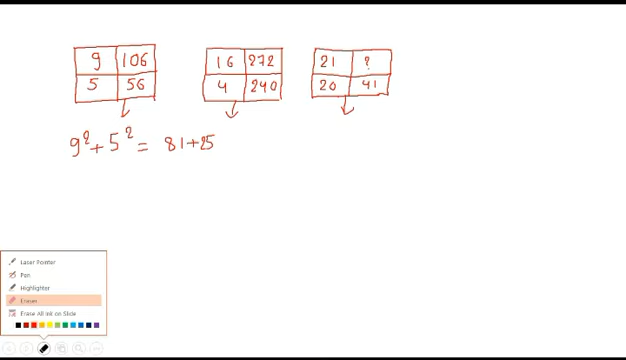 9 106 16 272 21 ?
5 56 4 240 20 41
9² + 5² = 81 + 25
Laser Pointer
Pen
Highlighter
Eraser
Erase All Ink on Slide